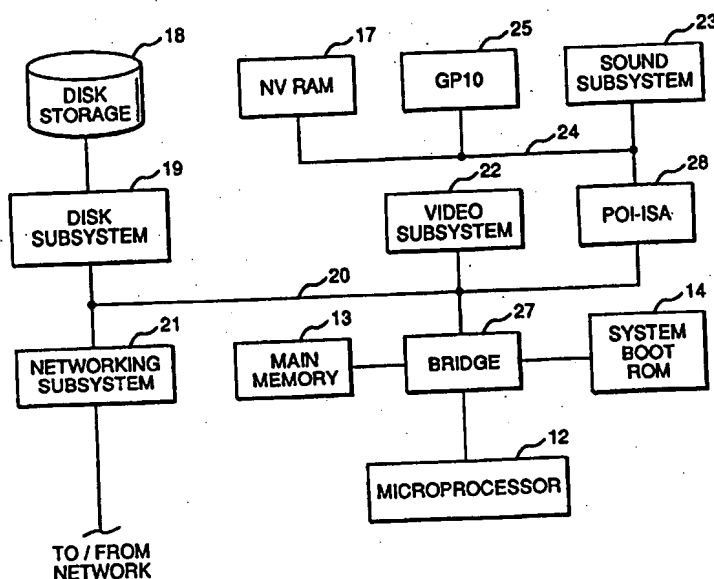 18
DISK
STORAGE
17
NV RAM
25
GP10
23
SOUND
SUBSYSTEM
24
19
DISK
SUBSYSTEM
22
VIDEO
SUBSYSTEM
28
POI-ISA
20
21
NETWORKING
SUBSYSTEM
13
MAIN
MEMORY
27
BRIDGE
14
SYSTEM
BOOT
ROM
12
MICROPROCESSOR
TO / FROM
NETWORK